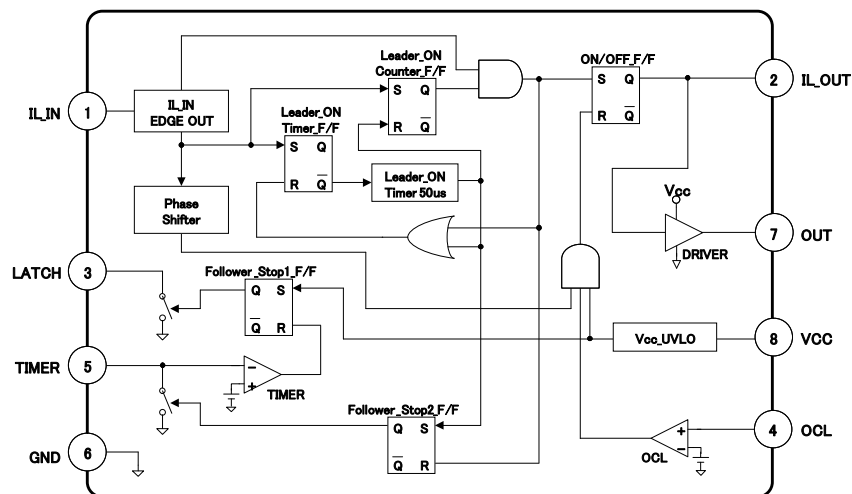 Leader_ON
Counter_F/F
S Q
R Q
ON/OFF_F/F
S Q
R Q
2
IL_OUT
1
IL_IN
IL_IN
EDGE OUT
Leader_ON
Timer_F/F
S Q
R Q
Leader_ON
Timer 50us
Phase
Shifter
Vcc
DRIVER
7
OUT
LATCH
3
Follower_Stop1_F/F
Q S
Q R
Vcc_UVLO
8
VCC
TIMER
5
−
+
TIMER
Follower_Stop2_F/F
Q S
Q R
+
−
OCL
4
OCL
GND
6